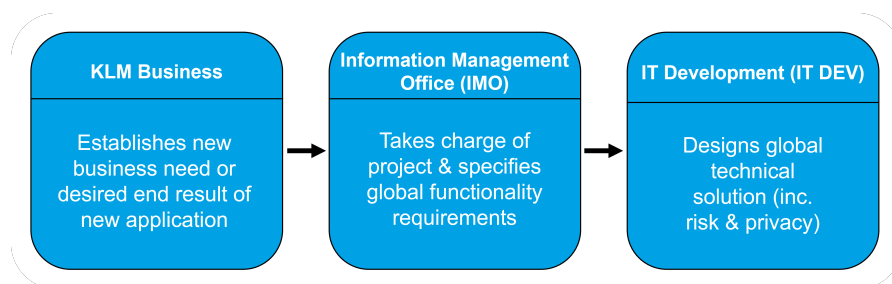 KLM Business
Establishes new
business need or
desired end result of
new application
Information Management
Office (IMO)
Takes charge of
project & specifies
global functionality
requirements
IT Development (IT DEV)
Designs global
technical
solution (inc.
risk & privacy)